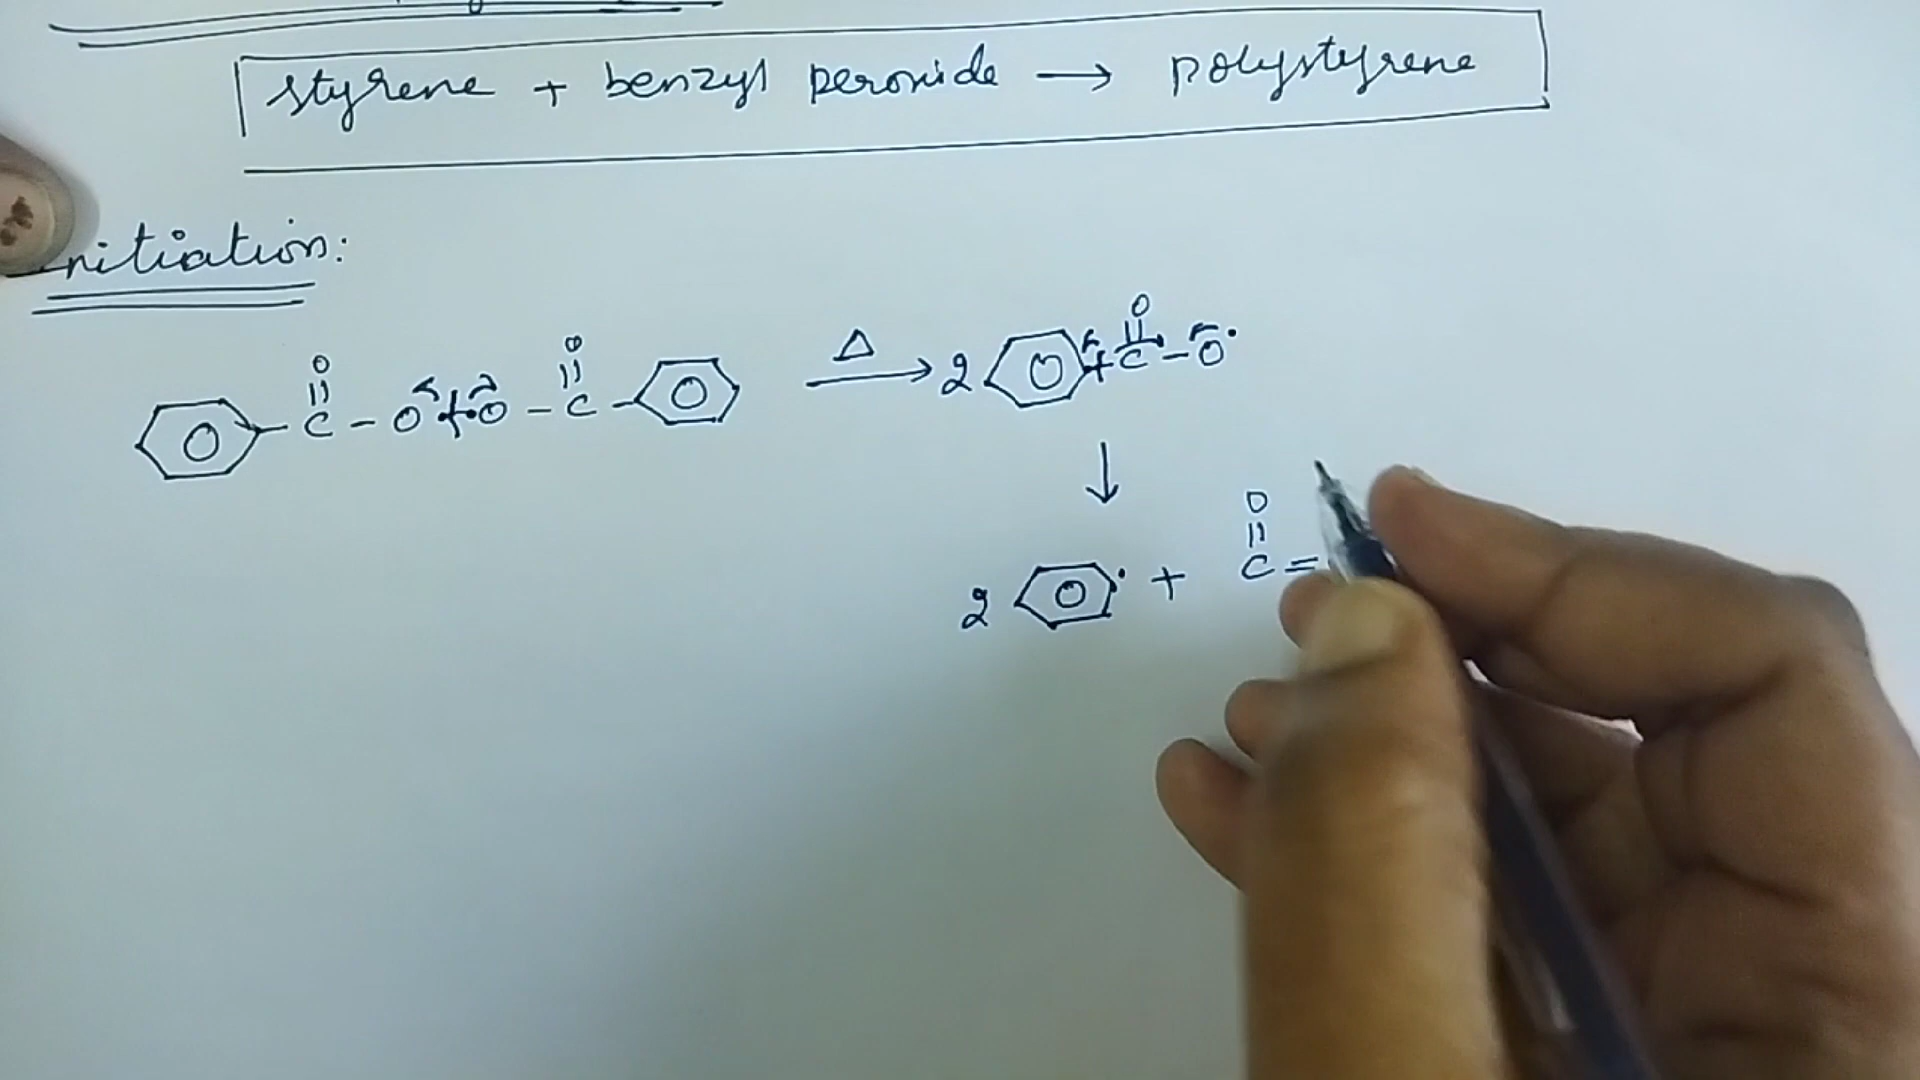 styrene + benzyl peroxide → polystyrene
nitiation:
O O Δ O
C - O + O - C → 2 C - O•
↓
O
2 • + C =